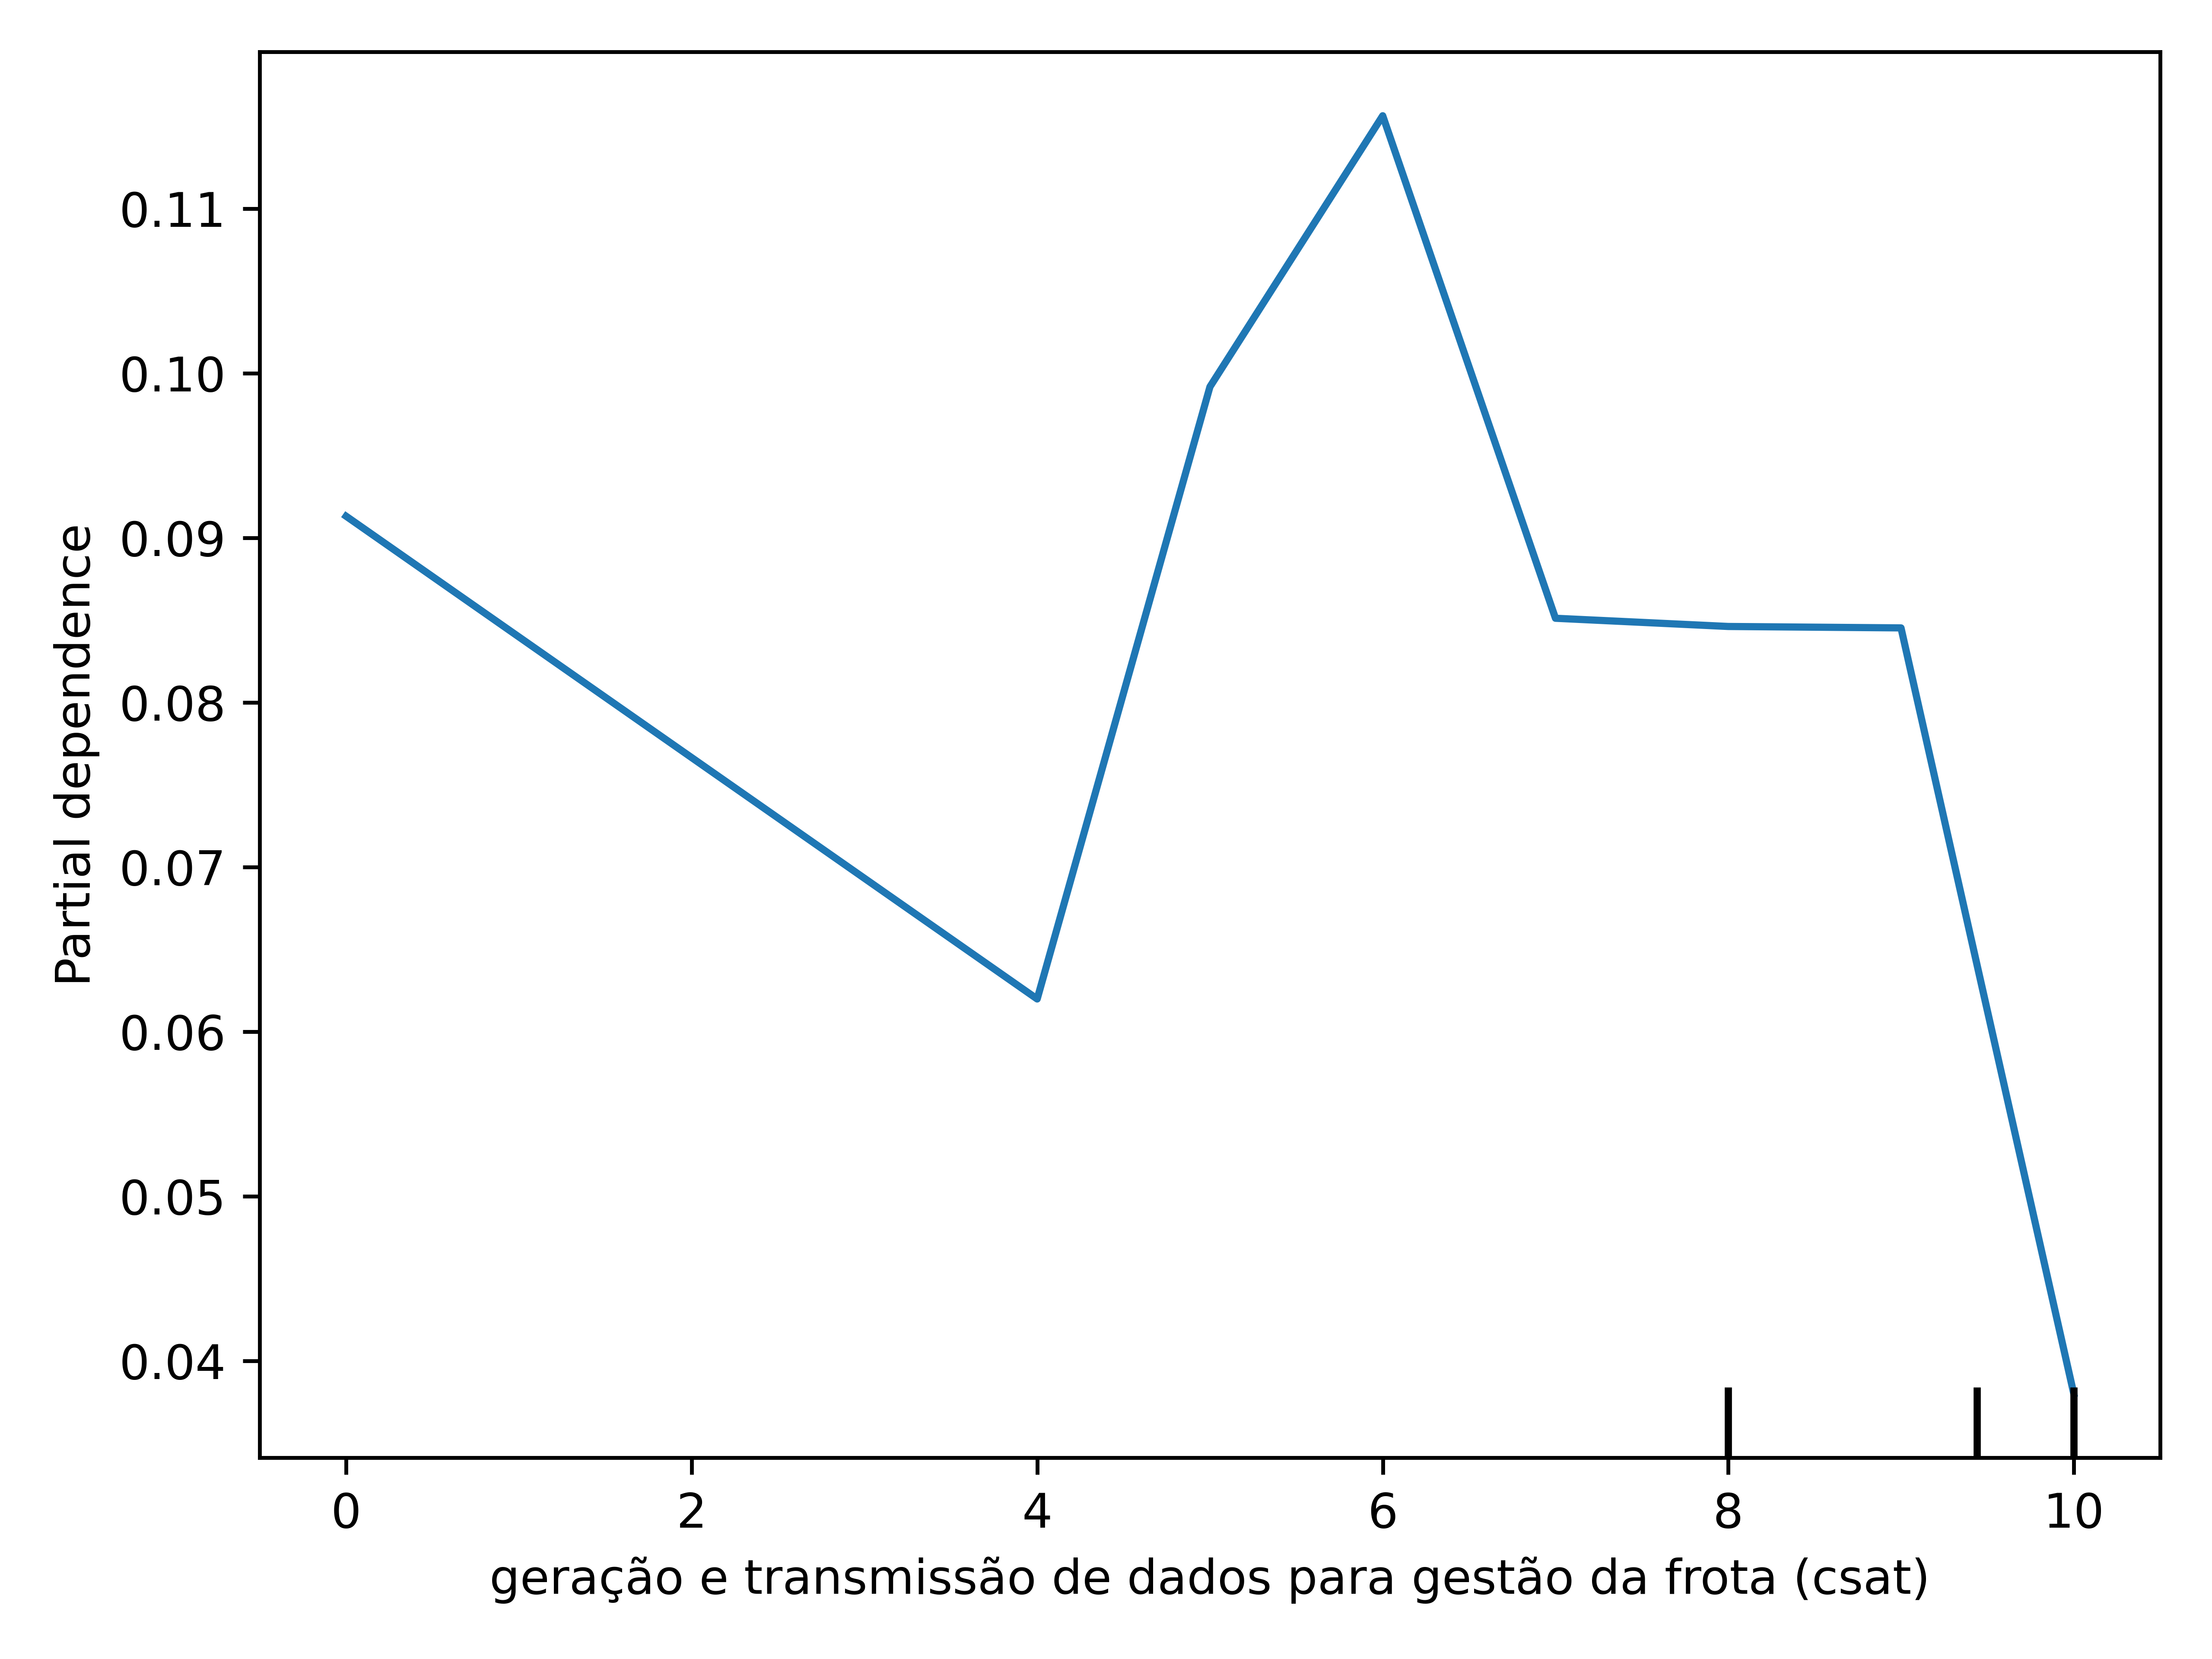 0.11
0.10
0.09
0.08
0.07
0.06
0.05
0.04
Partial dependence
0 2 4 6 8 10
geração e transmissão de dados para gestão da frota (csat)